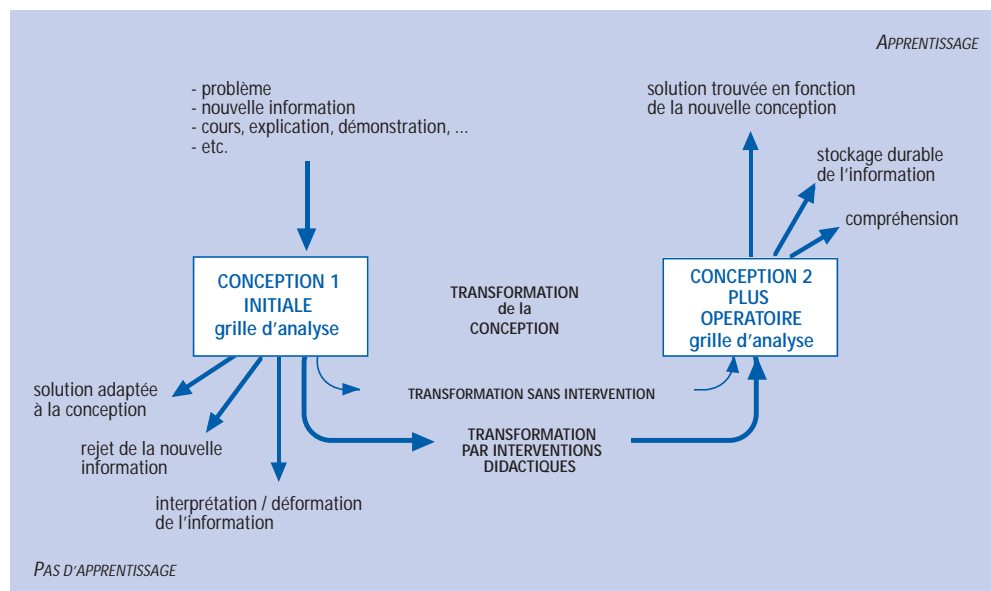 APPRENTISSAGE
- problème
- nouvelle information
- cours, explication, démonstration, ...
- etc.
solution trouvée en fonction
de la nouvelle conception
stockage durable
de l'information
compréhension
CONCEPTION 1
INITIALE
grille d'analyse
TRANSFORMATION
de la
CONCEPTION
CONCEPTION 2
PLUS
OPERATOIRE
grille d'analyse
solution adaptée
à la conception
rejet de la nouvelle
information
interprétation / déformation
de l'information
TRANSFORMATION SANS INTERVENTION
TRANSFORMATION
PAR INTERVENTIONS
DIDACTIQUES
PAS D'APPRENTISSAGE